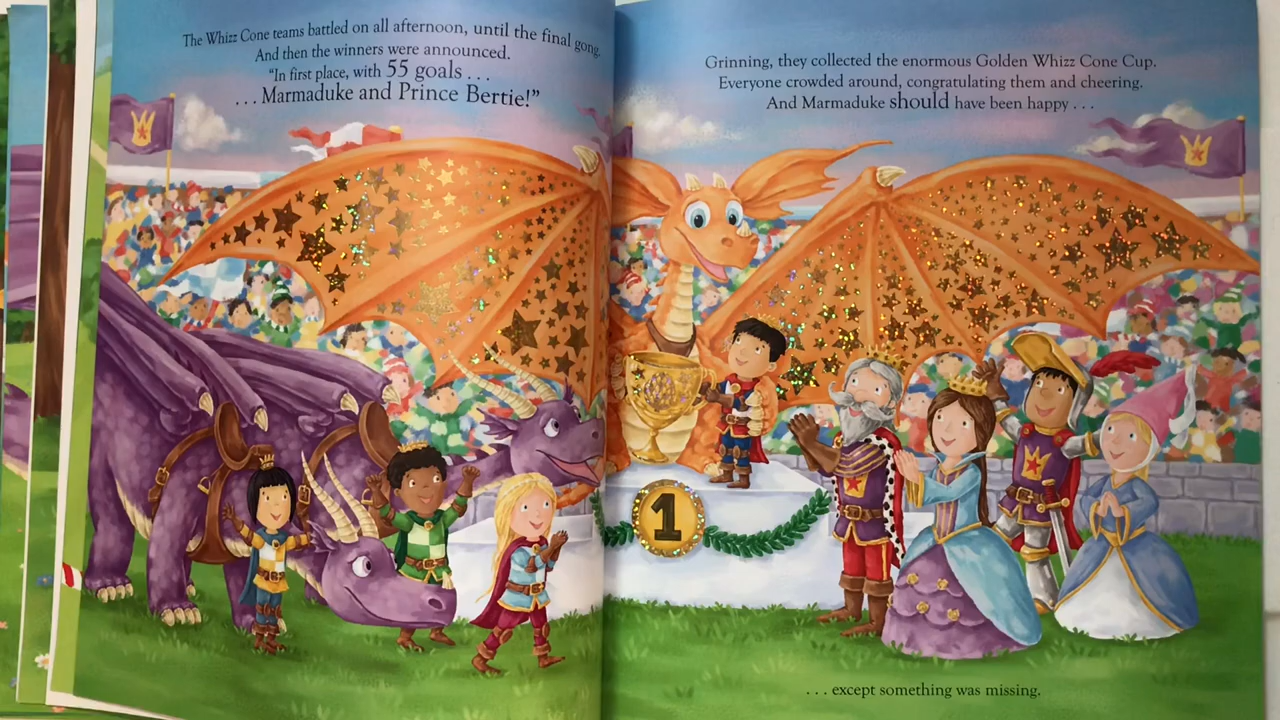 The Whizz Cone teams battled on all afternoon, until the final gong.
And then the winners were announced.
“In first place, with 55 goals . . .
. . . Marmaduke and Prince Bertie!”
Grinning, they collected the enormous Golden Whizz Cone Cup.
Everyone crowded around, congratulating them and cheering.
And Marmaduke should have been happy . . .
1
. . . except something was missing.